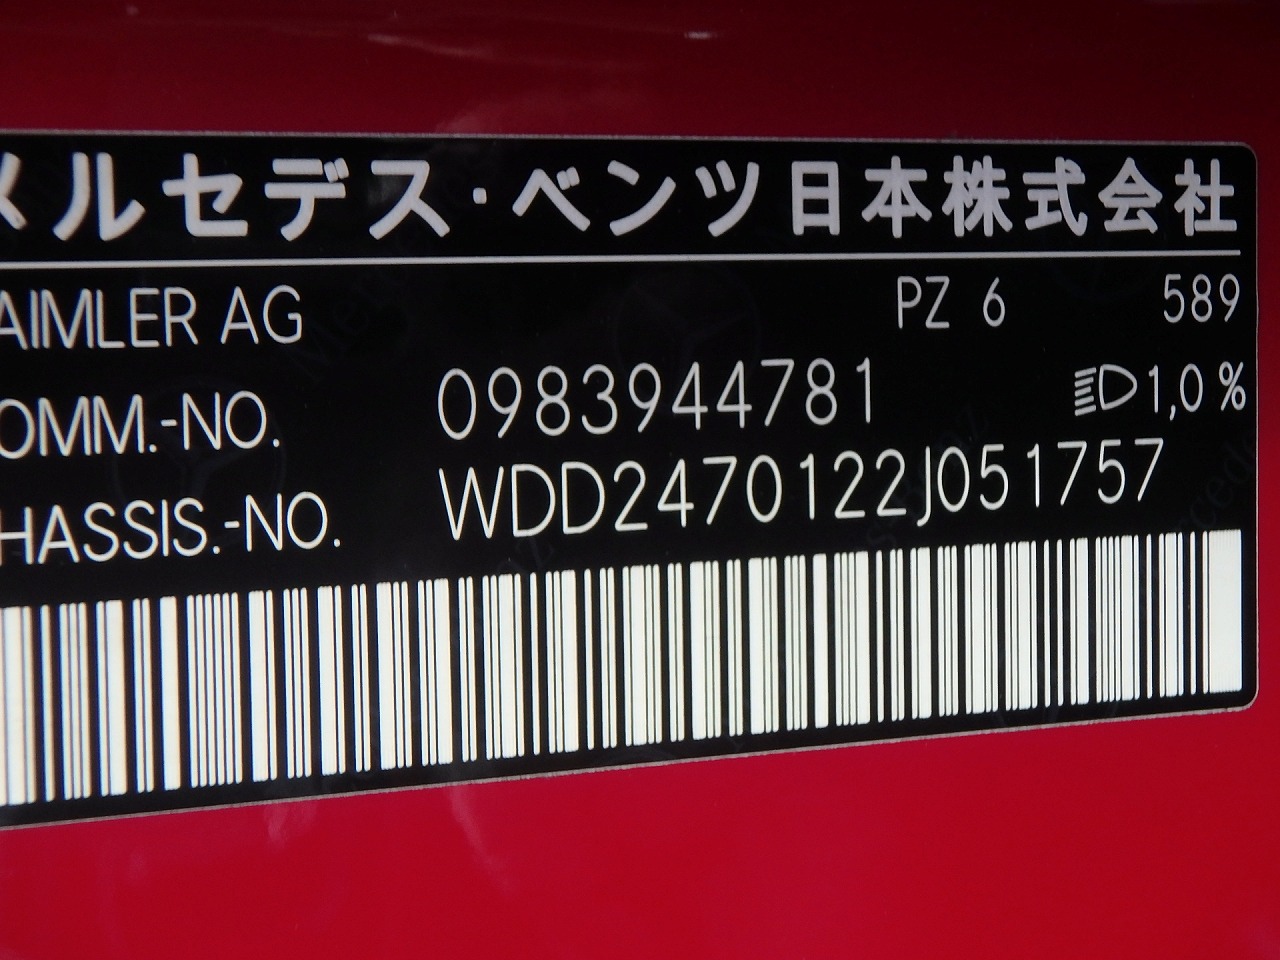 メルセデス・ベンツ日本株式会社
AIMLER AG PZ 6 589
OMM.-NO. 0983944781 1,0 %
HASSIS.-NO. WDD2470122J051757